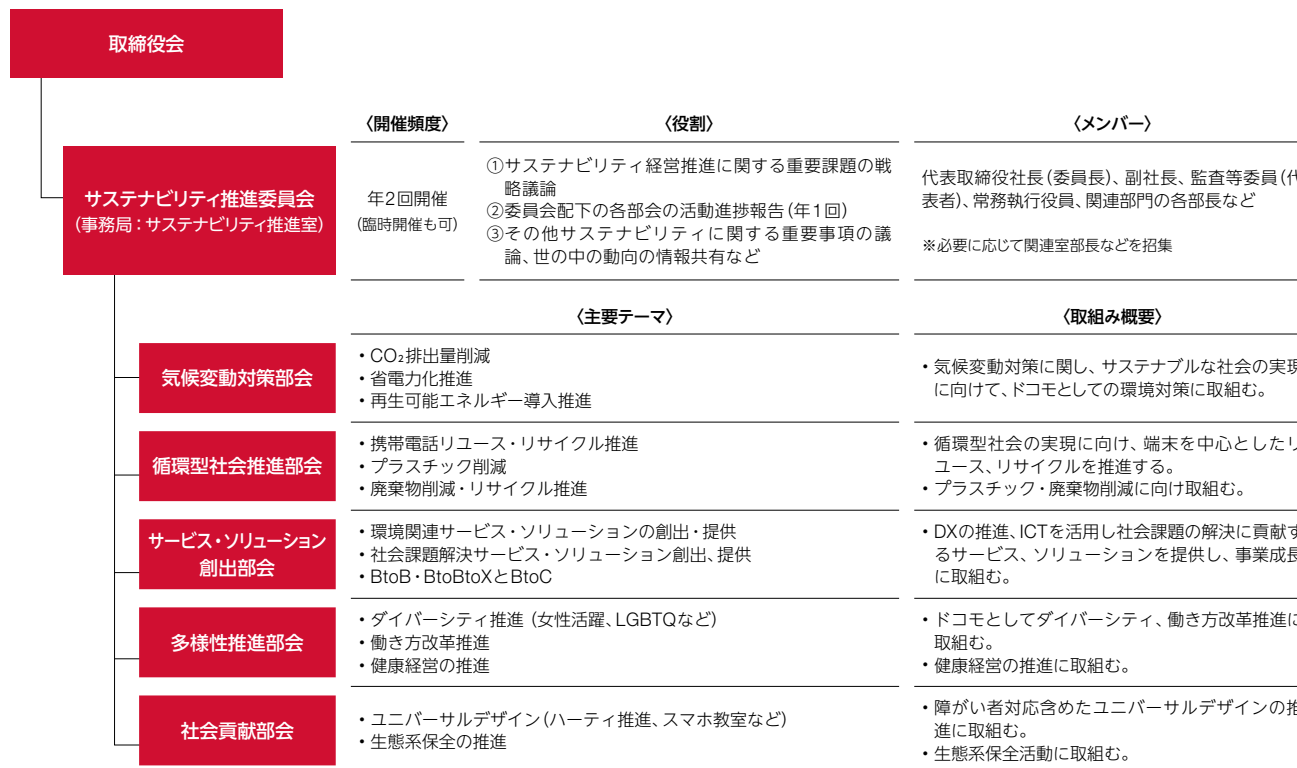 取締役会
〈開催頻度〉
〈役割〉
〈メンバー〉
サステナビリティ推進委員会
(事務局：サステナビリティ推進室)
年2回開催
(臨時開催も可)
①サステナビリティ経営推進に関する重要課題の戦
略議論
②委員会配下の各部会の活動進捗報告(年1回)
③その他サステナビリティに関する重要事項の議
論、世の中の動向の情報共有など
代表取締役社長(委員長)、副社長、監査等委員(代
表者)、常務執行役員、関連部門の各部長など
※必要に応じて関連室部長などを招集
〈主要テーマ〉
〈取組み概要〉
気候変動対策部会
・CO₂排出量削減
・省電力化推進
・再生可能エネルギー導入推進
・気候変動対策に関し、サステナブルな社会の実現
に向けて、ドコモとしての環境対策に取組む。
循環型社会推進部会
・携帯電話リユース・リサイクル推進
・プラスチック削減
・廃棄物削減・リサイクル推進
・循環型社会の実現に向け、端末を中心としたリ
ユース、リサイクルを推進する。
・プラスチック・廃棄物削減に向け取組む。
サービス・ソリューション
創出部会
・環境関連サービス・ソリューションの創出・提供
・社会課題解決サービス・ソリューション創出、提供
・BtoB・BtoBtoXとBtoC
・DXの推進、ICTを活用し社会課題の解決に貢献す
るサービス、ソリューションを提供し、事業成長
に取組む。
多様性推進部会
・ダイバーシティ推進 (女性活躍、LGBTQなど)
・働き方改革推進
・健康経営の推進
・ドコモとしてダイバーシティ、働き方改革推進に
取組む。
・健康経営の推進に取組む。
社会貢献部会
・ユニバーサルデザイン(ハーティ推進、スマホ教室など)
・生態系保全の推進
・障がい者対応含めたユニバーサルデザインの推
進に取組む。
・生態系保全活動に取組む。